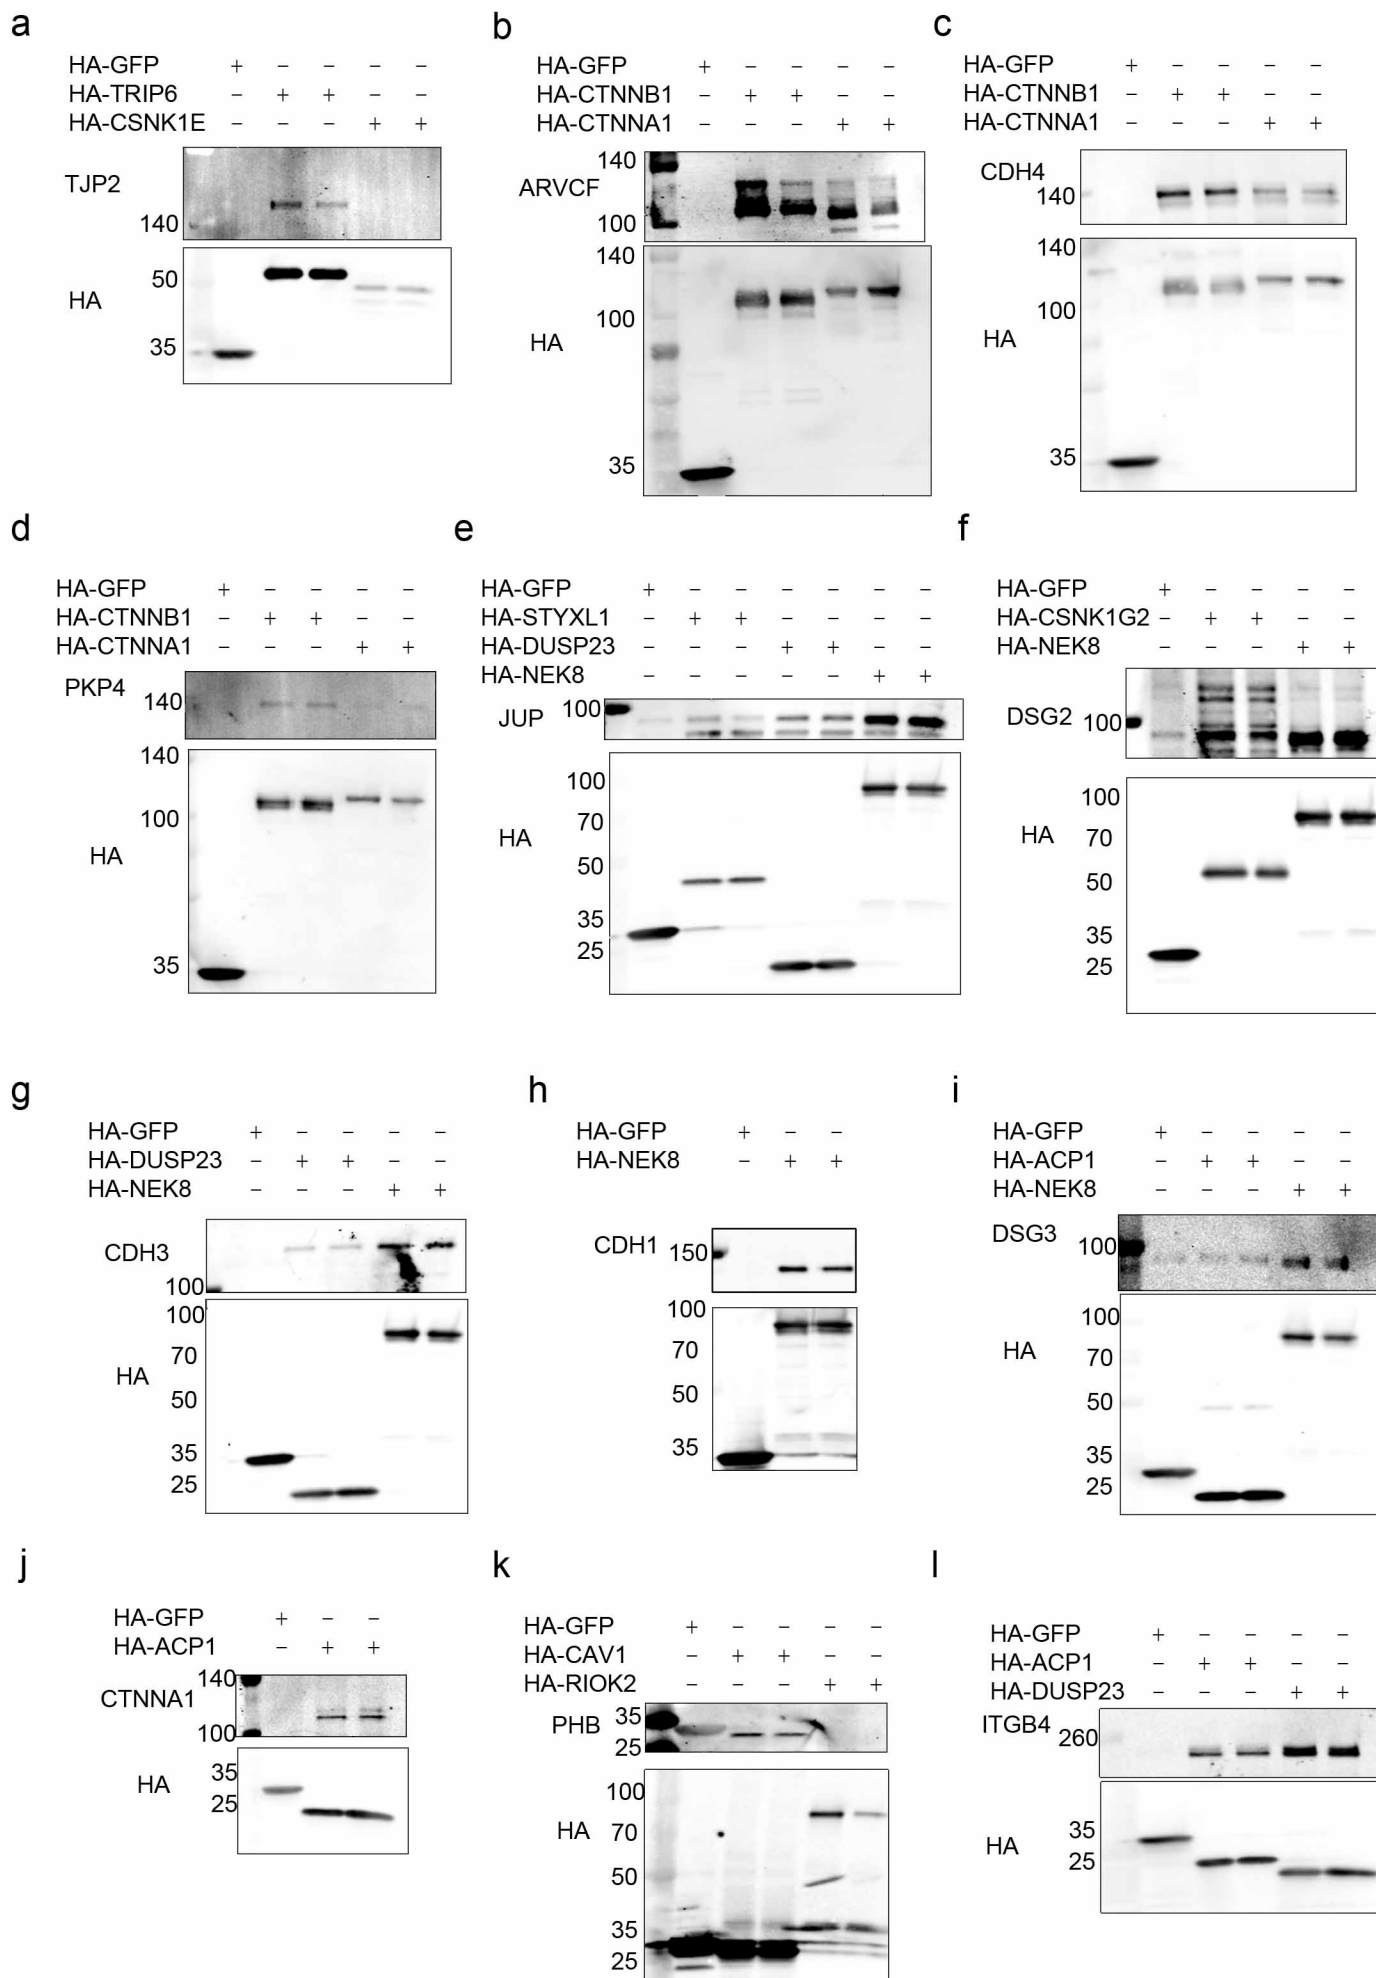 a
HA-GFP + − − − −
HA-TRIP6 − + + − −
HA-CSNK1E − − − + +
TJP2
140
50
HA
35
b
HA-GFP + − − − −
HA-CTNNB1 − + + − −
HA-CTNNA1 − − − + +
140
ARVCF
100
140
100
HA
35
c
HA-GFP + − − − −
HA-CTNNB1 − + + − −
HA-CTNNA1 − − − + +
CDH4
140
140
100
HA
35
d
HA-GFP + − − − −
HA-CTNNB1 − + + − −
HA-CTNNA1 − − − + +
PKP4
140
140
100
HA
35
e
HA-GFP + − − − − − −
HA-STYXL1 − + + − − − −
HA-DUSP23 − − − + + − −
HA-NEK8 − − − − − + +
JUP 100
100
70
HA
50
35
25
f
HA-GFP + − − − −
HA-CSNK1G2 − + + − −
HA-NEK8 − − − + +
DSG2 100
100
HA
70
50
35
25
g
HA-GFP + − − − −
HA-DUSP23 − + + − −
HA-NEK8 − − − + +
CDH3
100
100
70
HA
50
35
25
h
HA-GFP + − −
HA-NEK8 − + +
CDH1 150
100
70
50
35
i
HA-GFP + − − − −
HA-ACP1 − + + − −
HA-NEK8 − − − + +
DSG3
100
100
HA
70
50
35
25
j
HA-GFP + − −
HA-ACP1 − + +
140
CTNNA1
100
35
HA
25
k
HA-GFP + − − − −
HA-CAV1 − + + − −
HA-RIOK2 − − − + +
PHB 35
25
100
HA
70
50
35
25
l
HA-GFP + − − − −
HA-ACP1 − + + − −
HA-DUSP23 − − − + +
ITGB4
260
35
HA
25